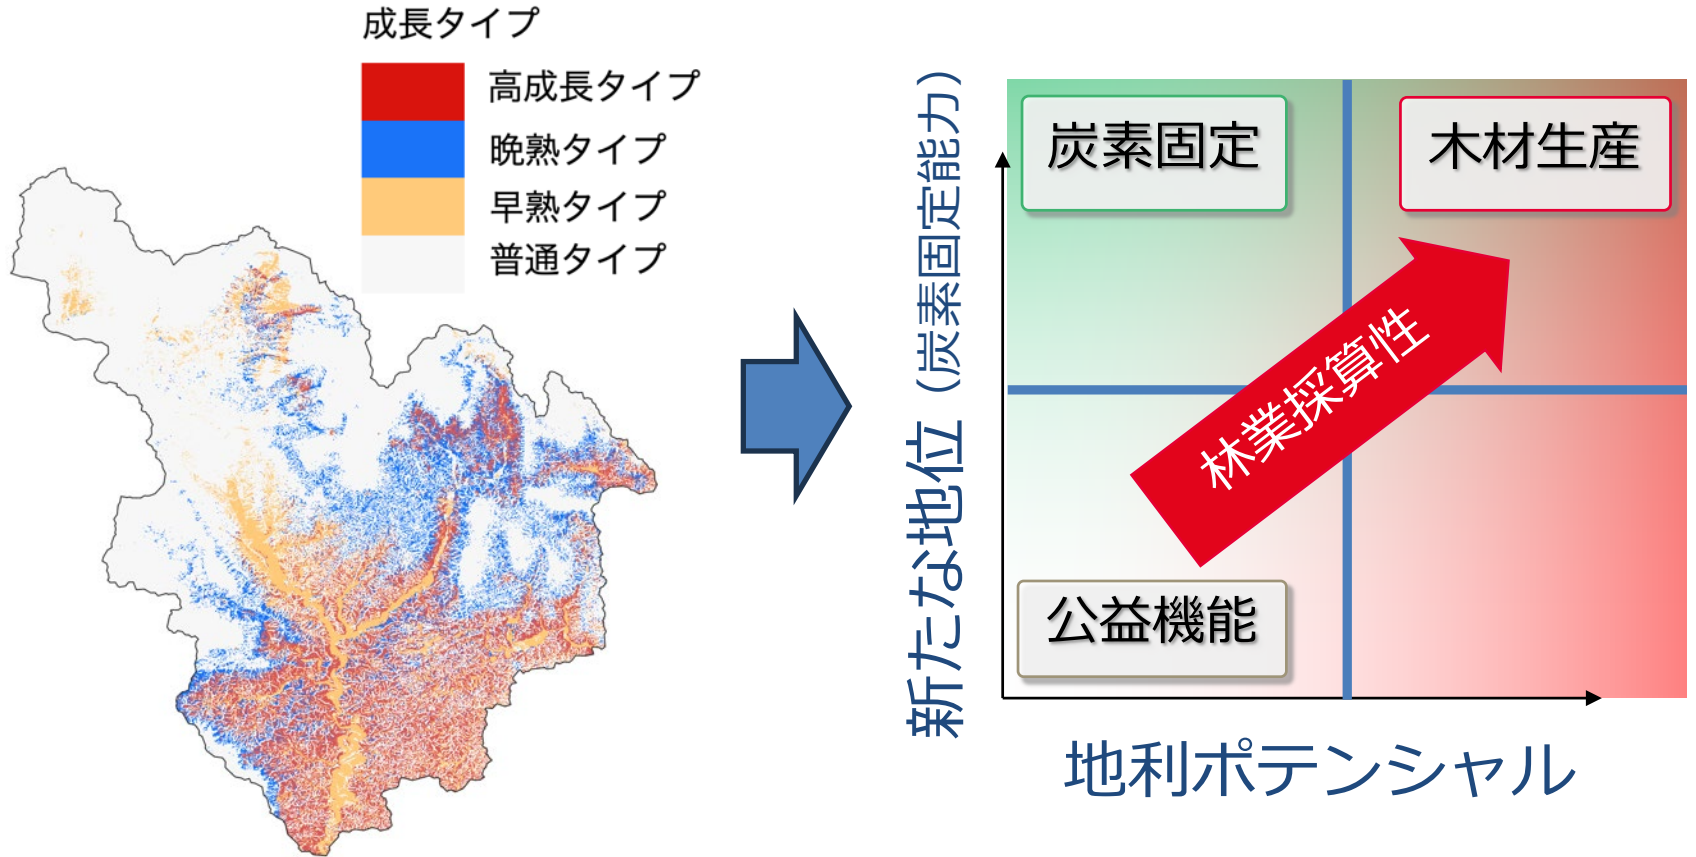 成長タイプ
高成長タイプ
晩熟タイプ
早熟タイプ
普通タイプ
新たな地位（炭素固定能力）
炭素固定
木材生産
林業採算性
公益機能
地利ポテンシャル